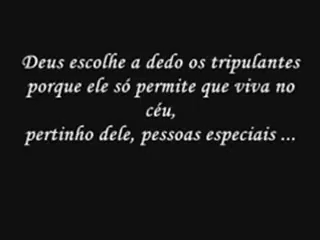 Deus escolhe a dedo os tripulantes
porque ele só permite que viva no
céu,
pertinho dele, pessoas especiais ...